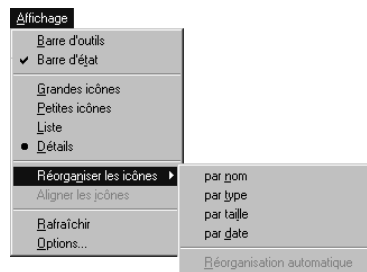 Affichage
Barre d'outils
Barre d'état
Grandes icônes
Petites icônes
Liste
Détails
Réorganiser les icônes
Aligner les icônes
Rafraîchir
Options...
par nom
par type
par taille
par date
Réorganisation automatique